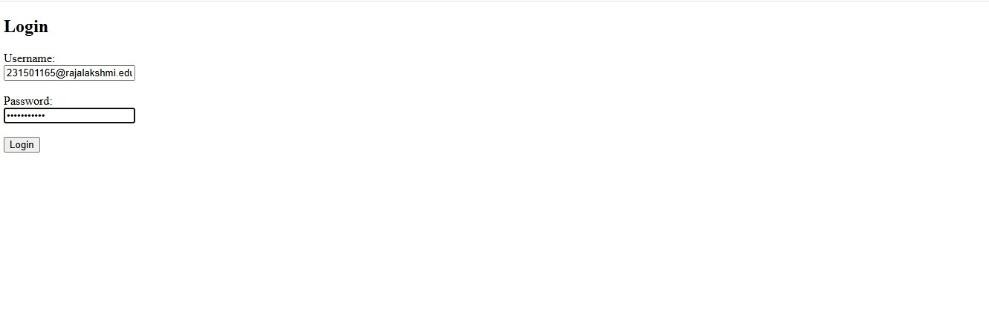 Login
Username:
231501165@rajalakshmi.edu
Password:
•••••••••••
Login